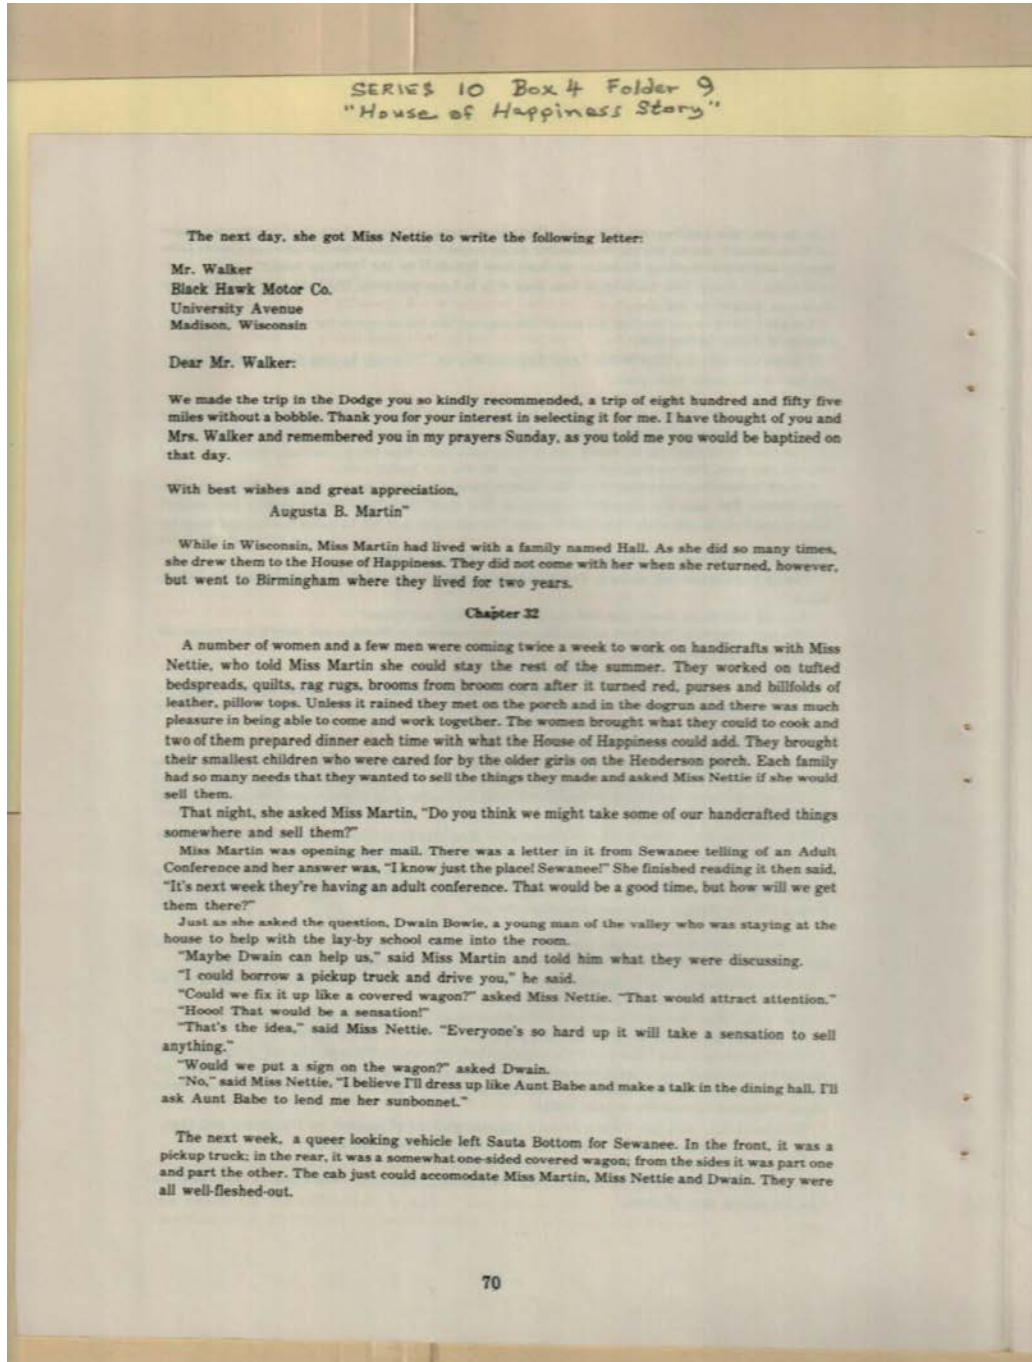 SERIES 10 Box 4 Folder 9
"House of Happiness Story"
The next day, she got Miss Nettie to write the following letter:
Mr. Walker
Black Hawk Motor Co.
University Avenue
Madison, Wisconsin
Dear Mr. Walker:
We made the trip in the Dodge you so kindly recommended, a trip of eight hundred and fifty five
miles without a bobble. Thank you for your interest in selecting it for me. I have thought of you and
Mrs. Walker and remembered you in my prayers Sunday, as you told me you would be baptized on
that day.
With best wishes and great appreciation,
Augusta B. Martin"
While in Wisconsin, Miss Martin had lived with a family named Hall. As she did so many times,
she drew them to the House of Happiness. They did not come with her when she returned, however,
but went to Birmingham where they lived for two years.
Chapter 32
A number of women and a few men were coming twice a week to work on handicrafts with Miss
Nettie, who told Miss Martin she could stay the rest of the summer. They worked on tufted
bedspreads, quilts, rag rugs, brooms from broom corn after it turned red, purses and billfolds of
leather, pillow tops. Unless it rained they met on the porch and in the dogrun and there was much
pleasure in being able to come and work together. The women brought what they could to cook and
two of them prepared dinner each time with what the House of Happiness could add. They brought
their smallest children who were cared for by the older girls on the Henderson porch. Each family
had so many needs that they wanted to sell the things they made and asked Miss Nettie if she would
sell them.
That night, she asked Miss Martin, "Do you think we might take some of our handcrafted things
somewhere and sell them?"
Miss Martin was opening her mail. There was a letter in it from Sewanee telling of an Adult
Conference and her answer was, "I know just the place! Sewanee!" She finished reading it then said,
"It's next week they're having an adult conference. That would be a good time, but how will we get
them there?"
Just as she asked the question, Dwain Bowie, a young man of the valley who was staying at the
house to help with the lay-by school came into the room.
"Maybe Dwain can help us," said Miss Martin and told him what they were discussing.
"I could borrow a pickup truck and drive you," he said.
"Could we fix it up like a covered wagon?" asked Miss Nettie. "That would attract attention."
"Hooo! That would be a sensation!"
"That's the idea," said Miss Nettie. "Everyone's so hard up it will take a sensation to sell
anything."
"Would we put a sign on the wagon?" asked Dwain.
"No," said Miss Nettie, "I believe I'll dress up like Aunt Babe and make a talk in the dining hall. I'll
ask Aunt Babe to lend me her sunbonnet."
The next week, a queer looking vehicle left Sauta Bottom for Sewanee. In the front, it was a
pickup truck; in the rear, it was a somewhat one-sided covered wagon; from the sides it was part one
and part the other. The cab just could accomodate Miss Martin, Miss Nettie and Dwain. They were
all well-fleshed-out.
70